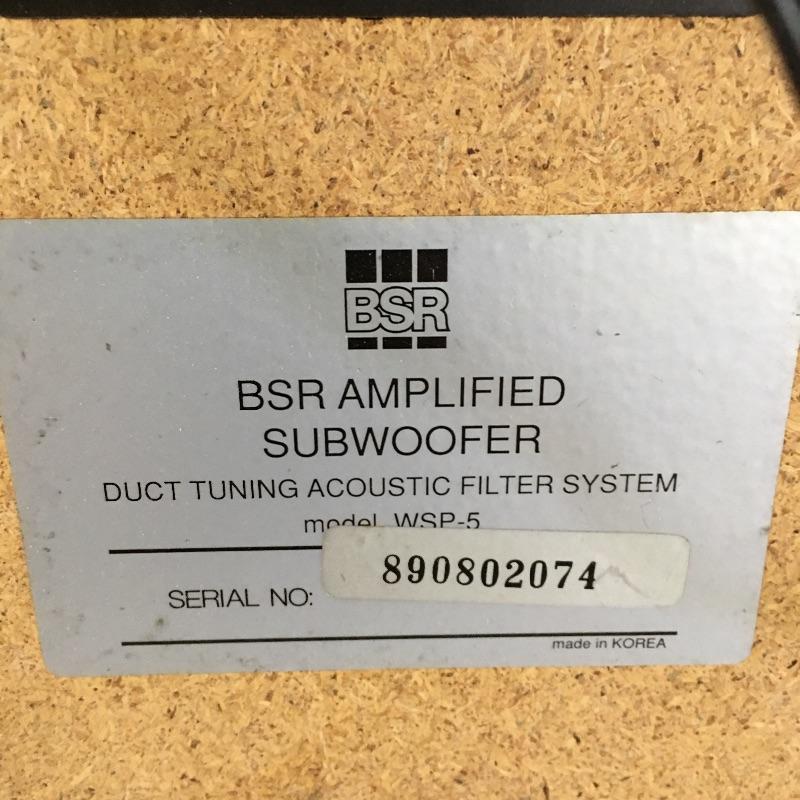 BSR
BSR AMPLIFIED
SUBWOOFER
DUCT TUNING ACOUSTIC FILTER SYSTEM
model WSP-5
SERIAL NO: 890802074
made in KOREA